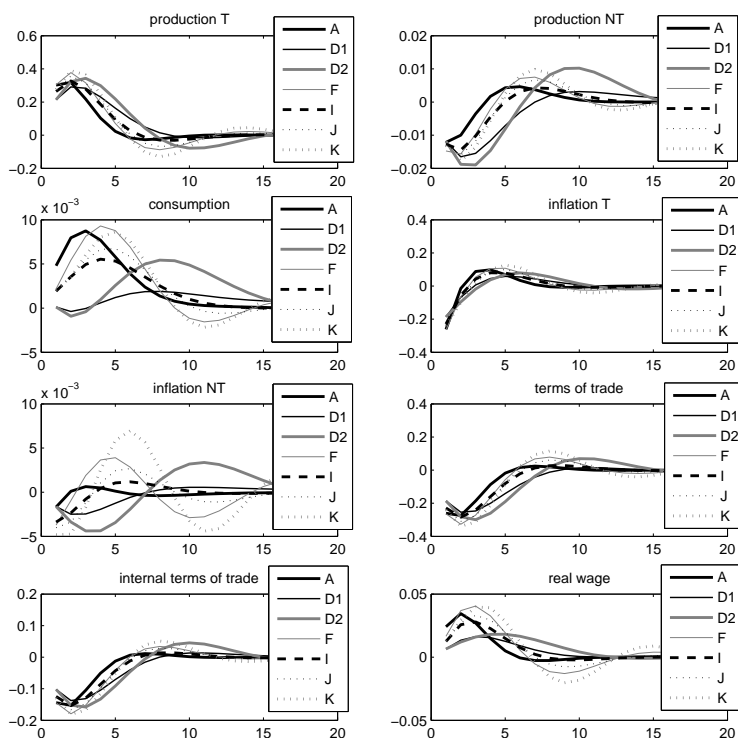 production T
0.6
0.4
0.2
0
−0.2
0 5 10 15 20
A
D1
D2
F
I
J
K
production NT
0.02
0.01
0
−0.01
−0.02
0 5 10 15 20
A
D1
D2
F
I
J
K
consumption
x 10⁻³
10
5
0
−5
0 5 10 15 20
A
D1
D2
F
I
J
K
inflation T
0.4
0.2
0
−0.2
−0.4
0 5 10 15 20
A
D1
D2
F
I
J
K
inflation NT
x 10⁻³
10
5
0
−5
0 5 10 15 20
A
D1
D2
F
I
J
K
terms of trade
0.4
0.2
0
−0.2
−0.4
0 5 10 15 20
A
D1
D2
F
I
J
K
internal terms of trade
0.2
0.1
0
−0.1
−0.2
0 5 10 15 20
A
D1
D2
F
I
J
K
real wage
0.05
0
−0.05
0 5 10 15 20
A
D1
D2
F
I
J
K